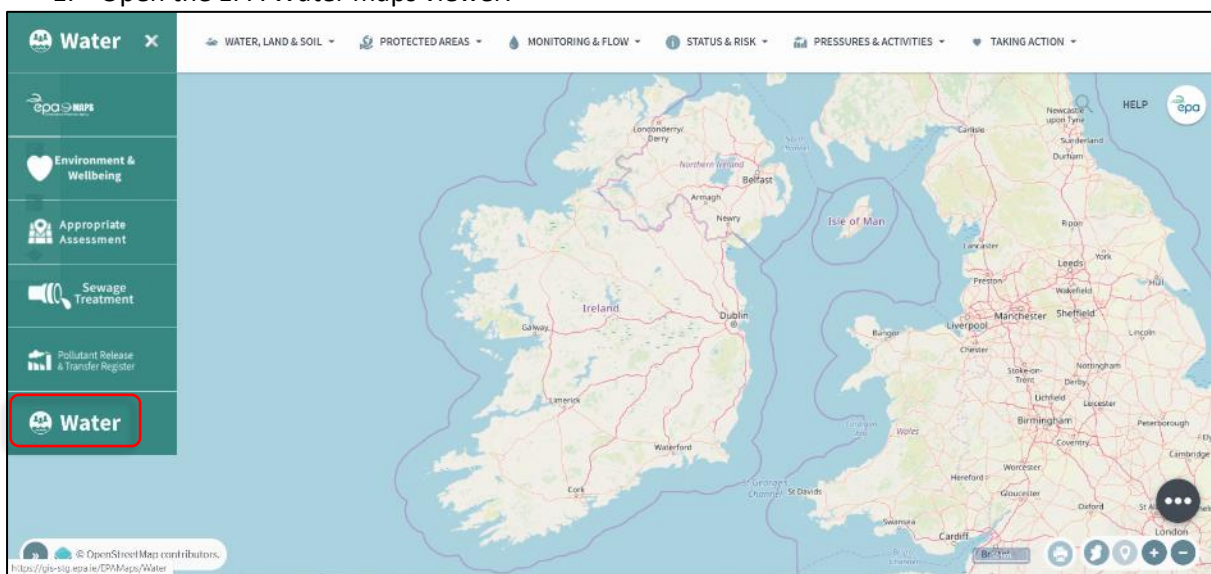 Open the EPA Water Maps viewer.
Water ×
WATER, LAND & SOIL
PROTECTED AREAS
MONITORING & FLOW
STATUS & RISK
PRESSURES & ACTIVITIES
TAKING ACTION
epa MAPS
HELP
epa
Environment &
Wellbeing
Appropriate
Assessment
Sewage
Treatment
Pollutant Release
& Transfer Register
Water
Londonderry/
Derry
Northern Ireland
Belfast
Armagh
Newry
Isle of Man
Ireland
Galway
Dublin
Limerick
Waterford
Cork
Newcastle
upon Tyne
Carlisle
Sunderland
Durham
Ripon
Lancaster
York
Leeds
Preston
Wakefield
Hull
Manchester
Sheffield
Liverpool
Bangor
Lincoln
Chester
Stoke-on-
Trent
Nottingham
Derby
Lichfield
Leicester
Birmingham
Peterborough
Wales
Coventry
Cambridge
Worcester
Hereford
St George's
Channel
St Davids
Gloucester
Oxford
Swansea
Cardiff
London
© OpenStreetMap contributors.
https://gis-stg.epa.ie/EPAMaps/Water